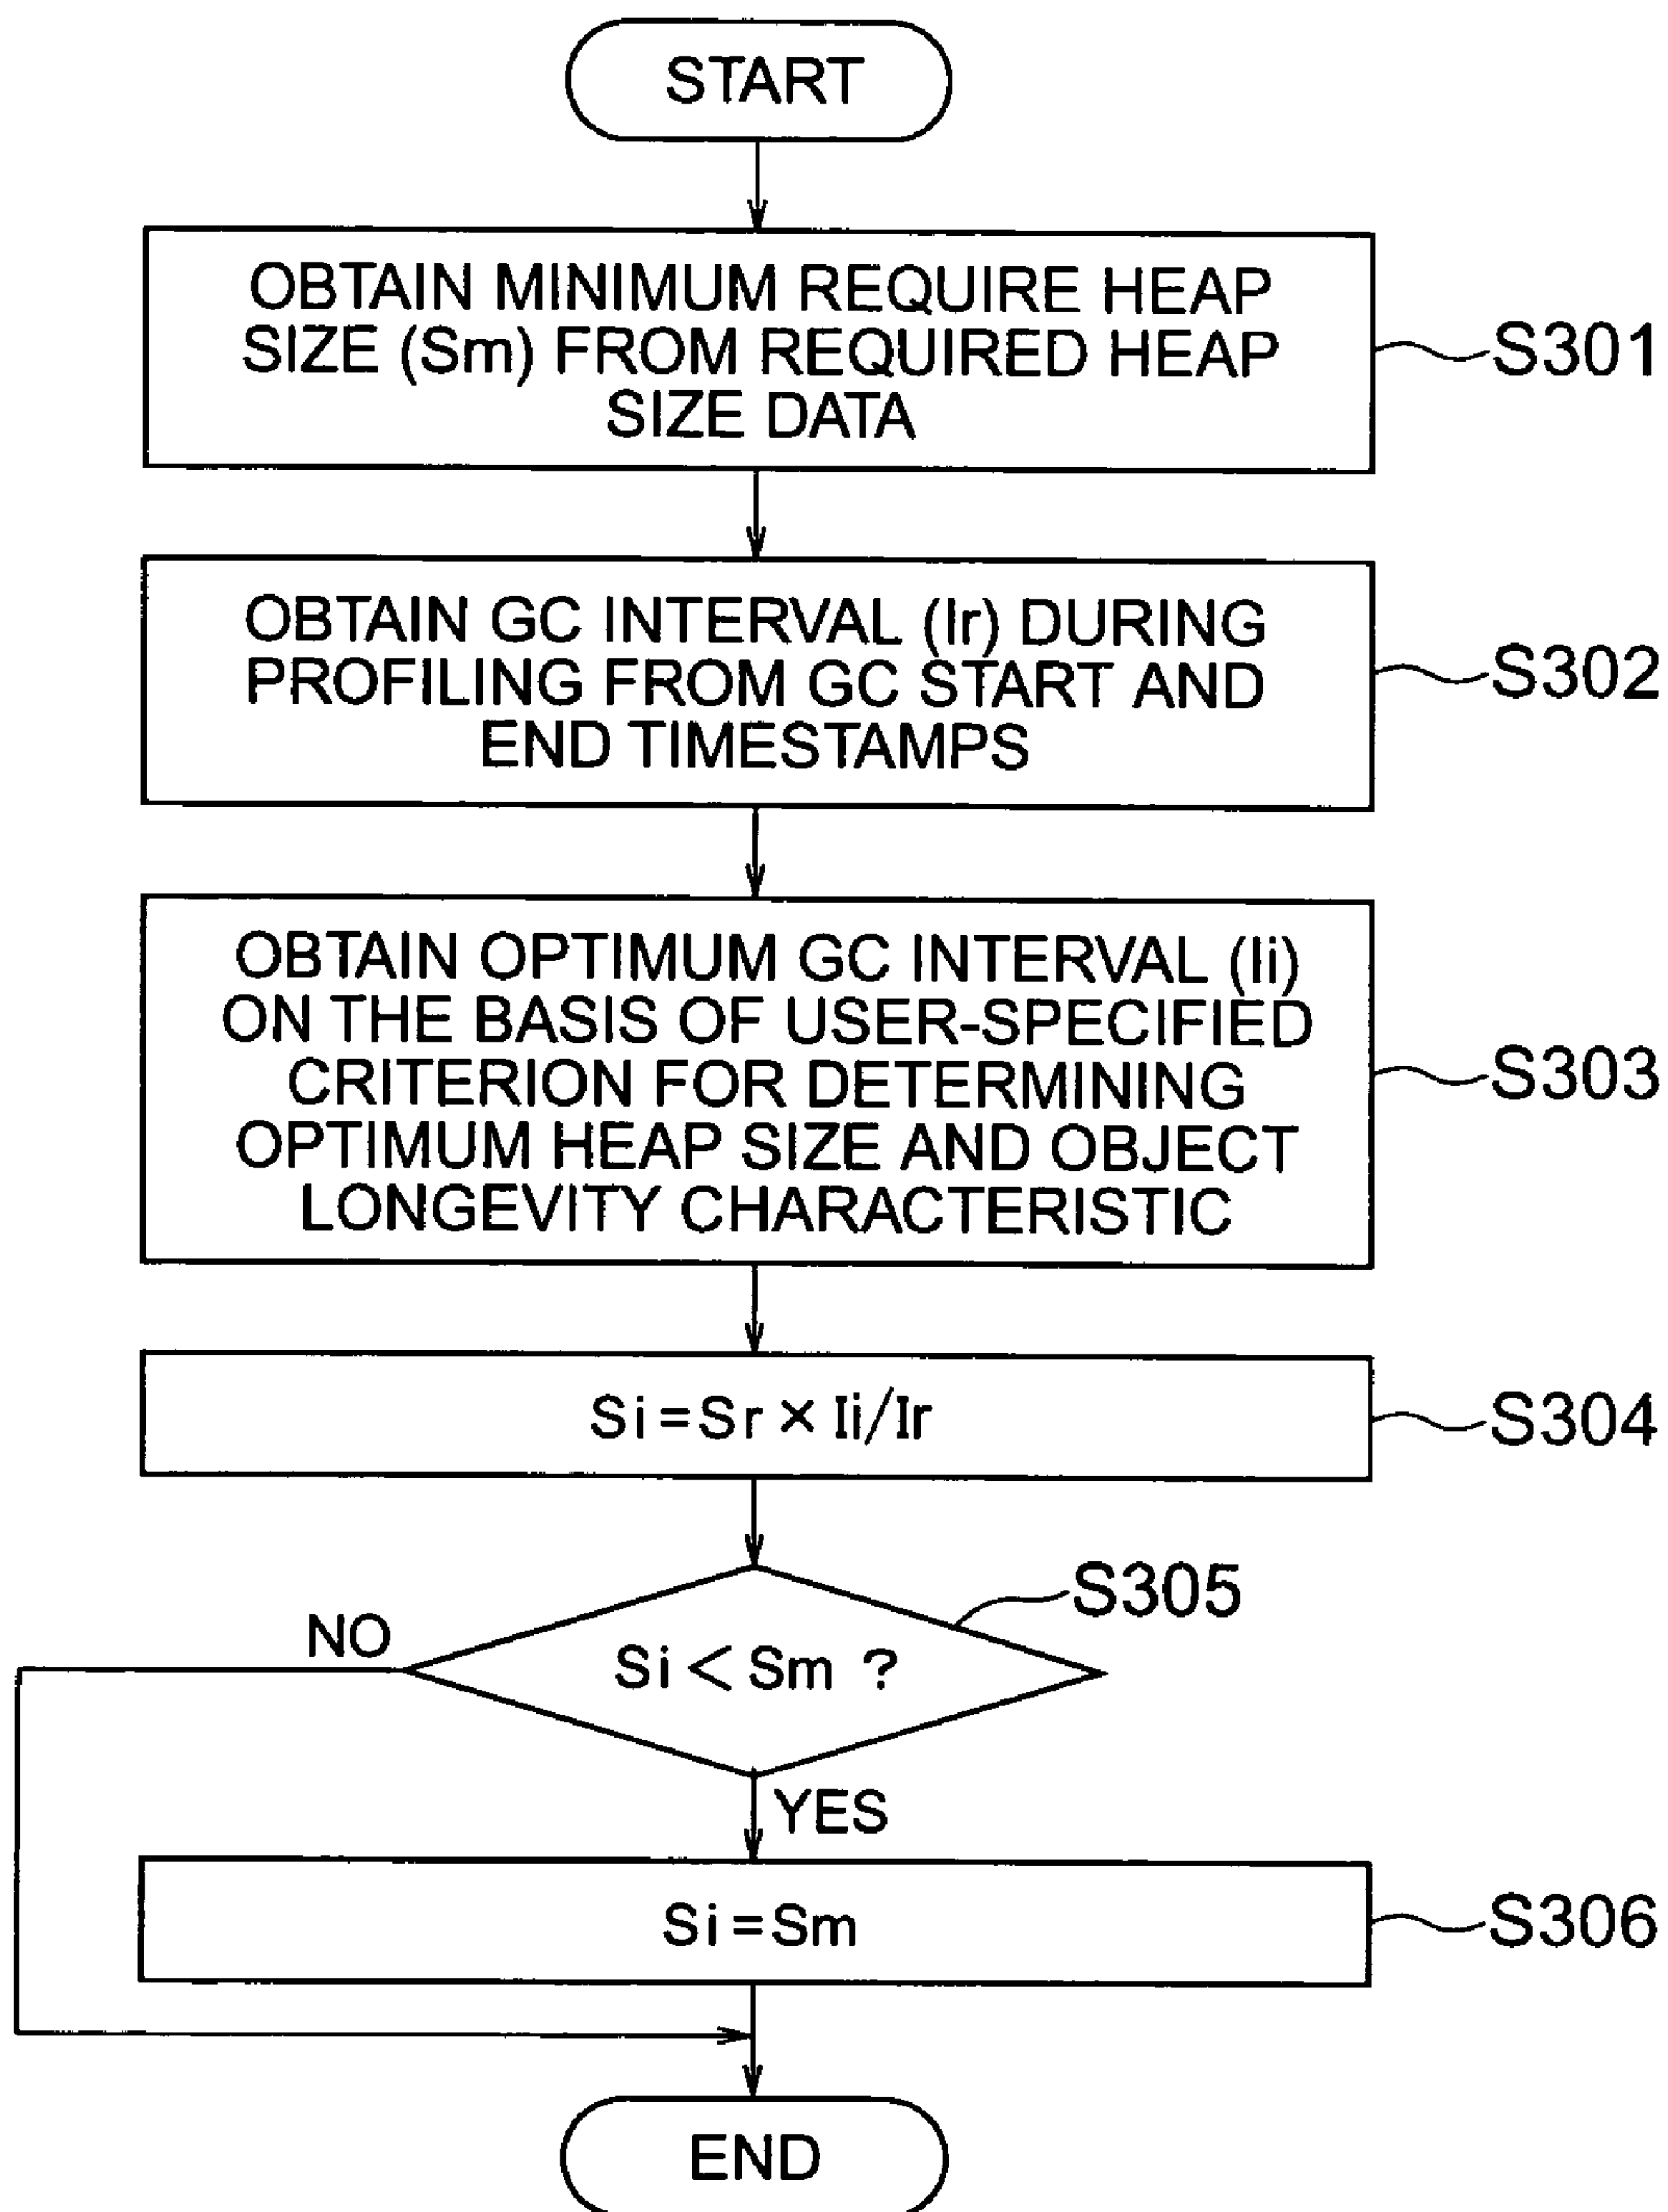 START
OBTAIN MINIMUM REQUIRE HEAP
SIZE (Sm) FROM REQUIRED HEAP
SIZE DATA
S301
OBTAIN GC INTERVAL (Ir) DURING
PROFILING FROM GC START AND
END TIMESTAMPS
S302
OBTAIN OPTIMUM GC INTERVAL (Ii)
ON THE BASIS OF USER-SPECIFIED
CRITERION FOR DETERMINING
OPTIMUM HEAP SIZE AND OBJECT
LONGEVITY CHARACTERISTIC
S303
Si=Sr×Ii/Ir
S304
S305
NO
Si<Sm ?
YES
Si=Sm
S306
END